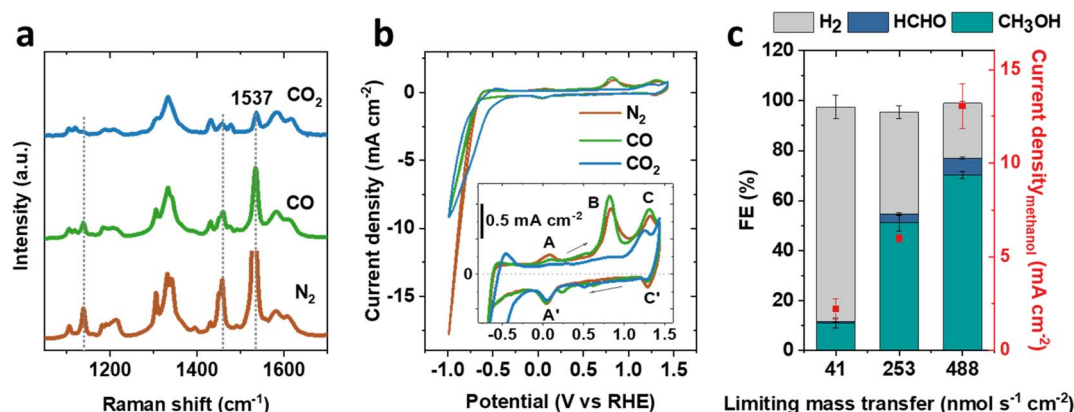 a
CO2
1537
CO
N2
Intensity (a.u.)
1200
1400
1600
Raman shift (cm-1)
b
0
-5
-10
-15
Current density (mA cm-2)
N2
CO
CO2
0.5 mA cm-2
B
C
A
0
A'
C'
-0.5
0.0
0.5
1.0
1.5
-1.0
-0.5
0.0
0.5
1.0
1.5
Potential (V vs RHE)
c
H2
HCHO
CH3OH
120
100
80
60
40
20
0
FE (%)
15
10
5
0
Current densitymethanol (mA cm-2)
41
253
488
Limiting mass transfer (nmol s-1 cm-2)